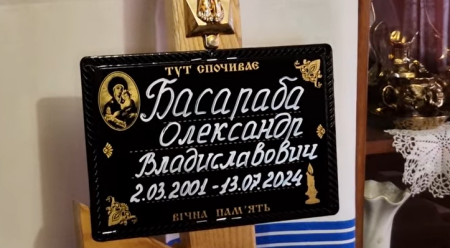 ТУТ СПОЧИВАЄ
Басараба
Олександр
Владиславович
2.03.2001 - 13.07.2024
ВІЧНА ПАМ'ЯТЬ